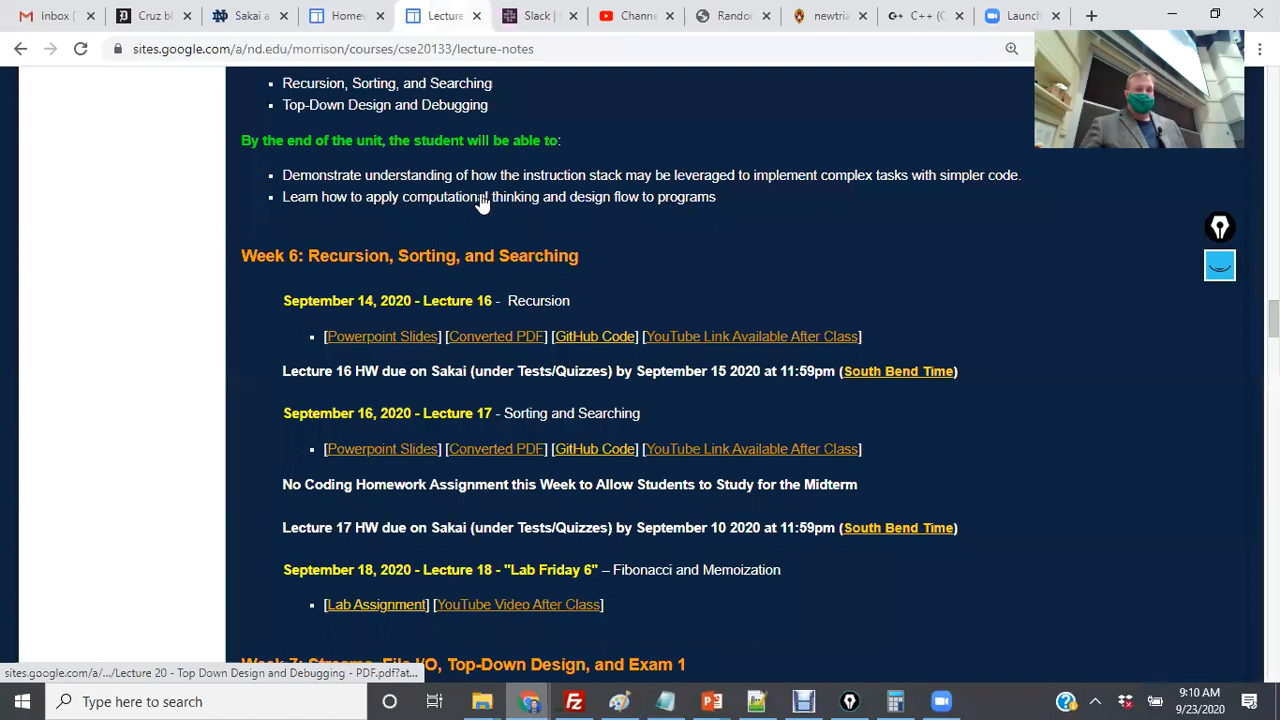 Inbox (
Cruz bl
Sakai a
Homew
Lectur
Slack |
Channe
Randor
newtria
C++ (C
Launch
sites.google.com/a/nd.edu/morrison/courses/cse20133/lecture-notes
Recursion, Sorting, and Searching
Top-Down Design and Debugging
By the end of the unit, the student will be able to:
Demonstrate understanding of how the instruction stack may be leveraged to implement complex tasks with simpler code.
Learn how to apply computational thinking and design flow to programs
Week 6: Recursion, Sorting, and Searching
September 14, 2020 - Lecture 16 - Recursion
[Powerpoint Slides] [Converted PDF] [GitHub Code] [YouTube Link Available After Class]
Lecture 16 HW due on Sakai (under Tests/Quizzes) by September 15 2020 at 11:59pm (South Bend Time)
September 16, 2020 - Lecture 17 - Sorting and Searching
[Powerpoint Slides] [Converted PDF] [GitHub Code] [YouTube Link Available After Class]
No Coding Homework Assignment this Week to Allow Students to Study for the Midterm
Lecture 17 HW due on Sakai (under Tests/Quizzes) by September 10 2020 at 11:59pm (South Bend Time)
September 18, 2020 - Lecture 18 - "Lab Friday 6" – Fibonacci and Memoization
[Lab Assignment] [YouTube Video After Class]
Week 7: Streams, File I/O, Top-Down Design, and Exam 1
sites.google.com/a/.../Lecture 20 - Top Down Design and Debugging - PDF.pdf?at...
Type here to search
9:10 AM
9/23/2020